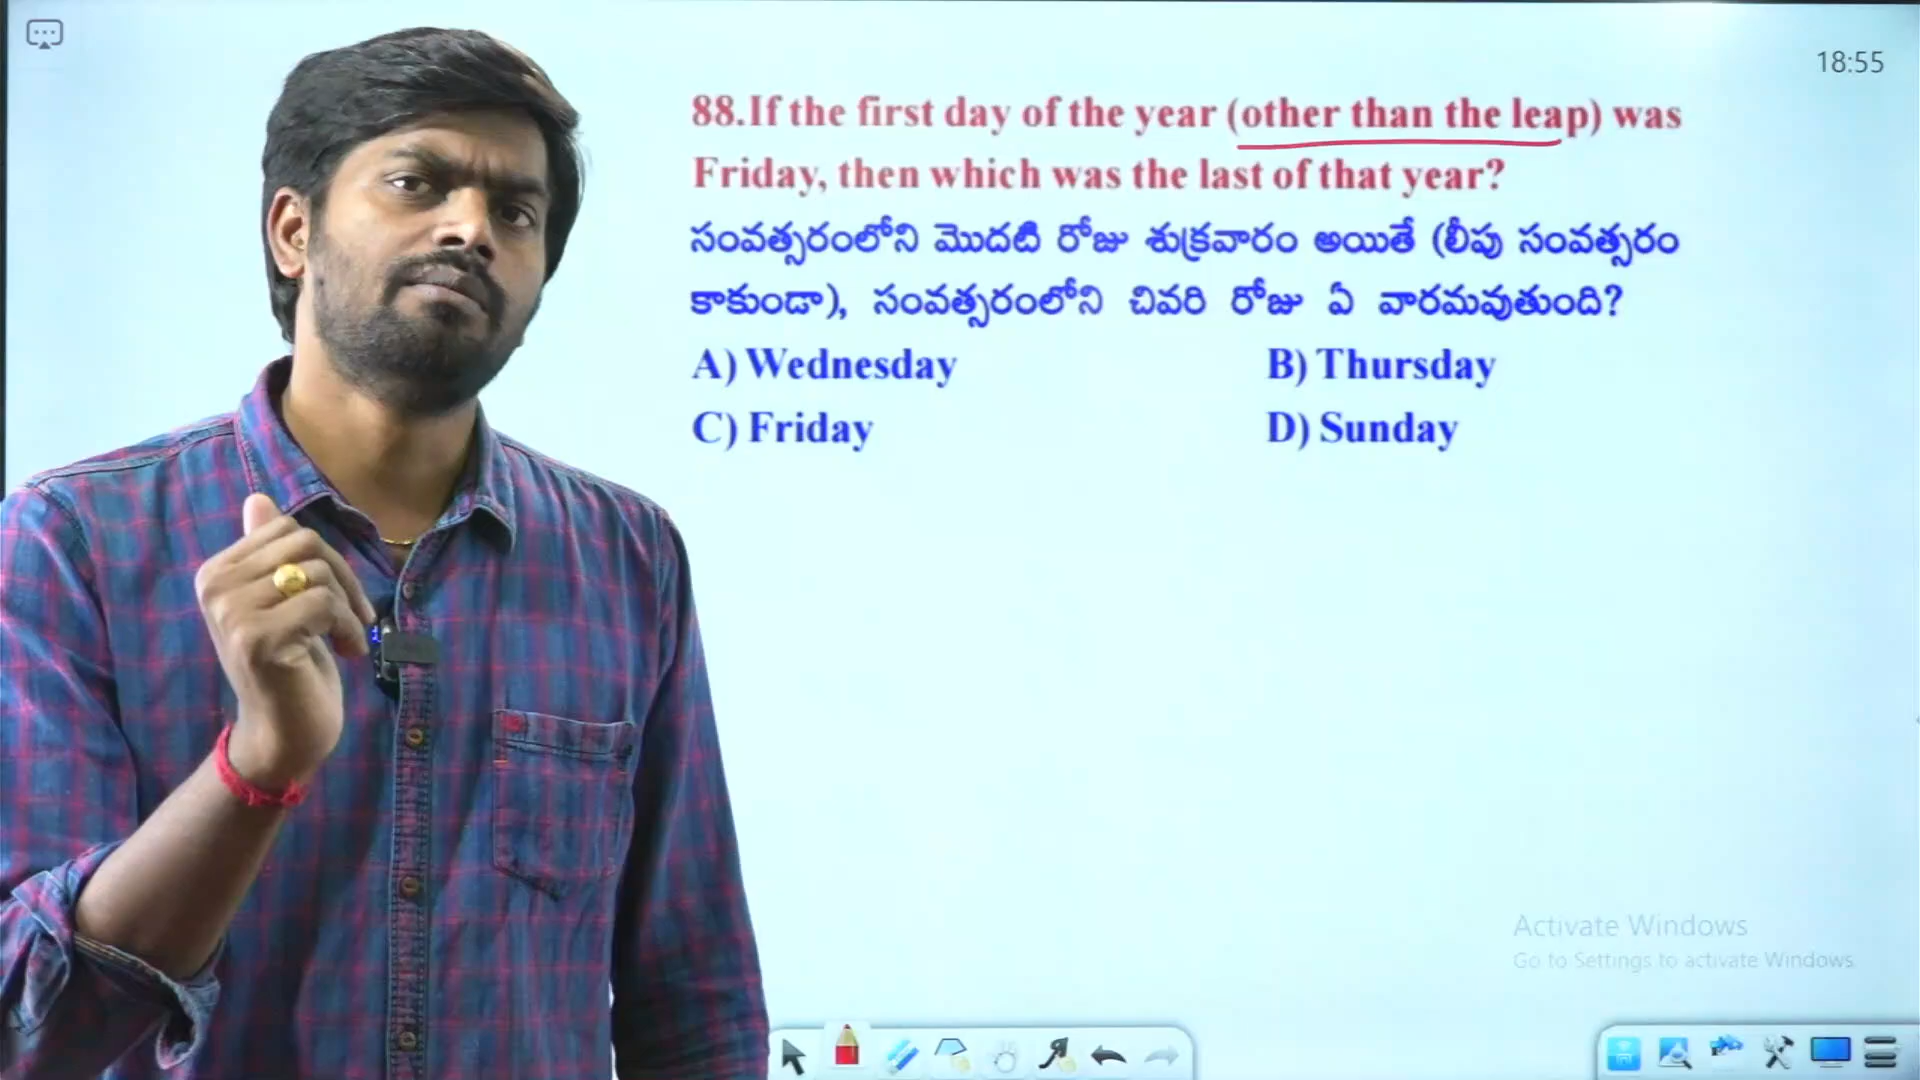 18:55
88.If the first day of the year (other than the leap) was
Friday, then which was the last of that year?
సంవత్సరంలోని మొదటి రోజు శుక్రవారం అయితే (లీపు సంవత్సరం
కాకుండా), సంవత్సరంలోని చివరి రోజు ఏ వారమవుతుంది?
A) Wednesday B) Thursday
C) Friday D) Sunday
Activate Windows
Go to Settings to activate Windows.